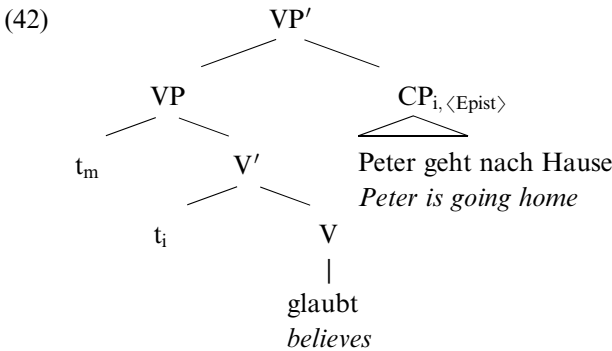 (42)
VP′
VP
CPi,⟨Epist⟩
tm
V′
Peter geht nach Hause
Peter is going home
ti
V
glaubt
believes